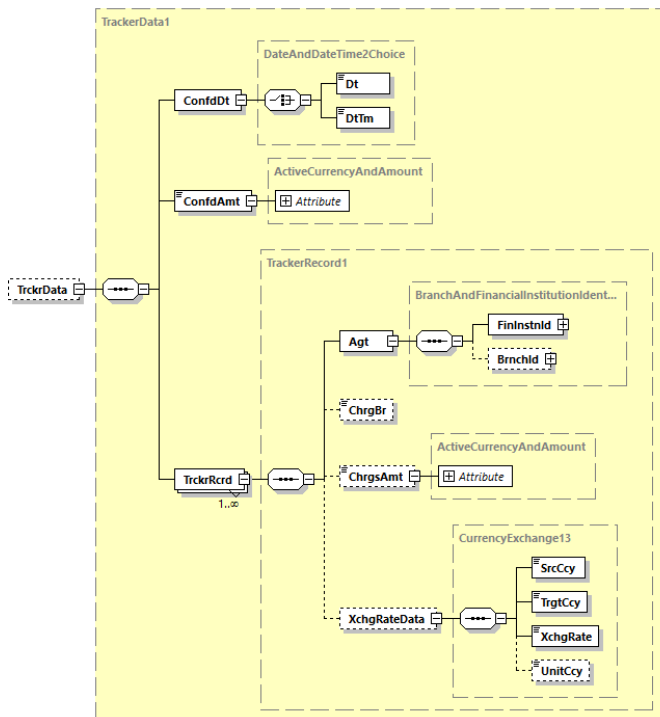 TrackerData1
DateAndDateTime2Choice
Dt
ConfdDt
DtTm
ActiveCurrencyAndAmount
ConfdAmt
Attribute
TrackerRecord1
TrckrData
BranchAndFinancialInstitutionIdent...
FinInstnId
Agt
BrnchId
ChrgBr
ActiveCurrencyAndAmount
ChrgsAmt
Attribute
TrckrRcrd
1..∞
CurrencyExchange13
SrcCcy
TrgtCcy
XchgRateData
XchgRate
UnitCcy